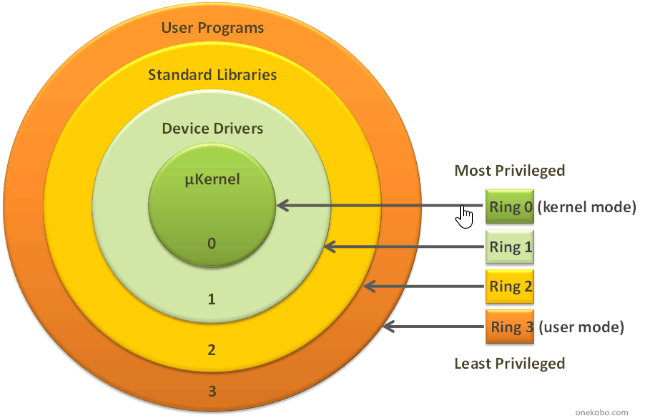 User Programs
Standard Libraries
Device Drivers
µKernel
0
1
2
3
Most Privileged
Ring 0 (kernel mode)
Ring 1
Ring 2
Ring 3 (user mode)
Least Privileged
onekobo.com